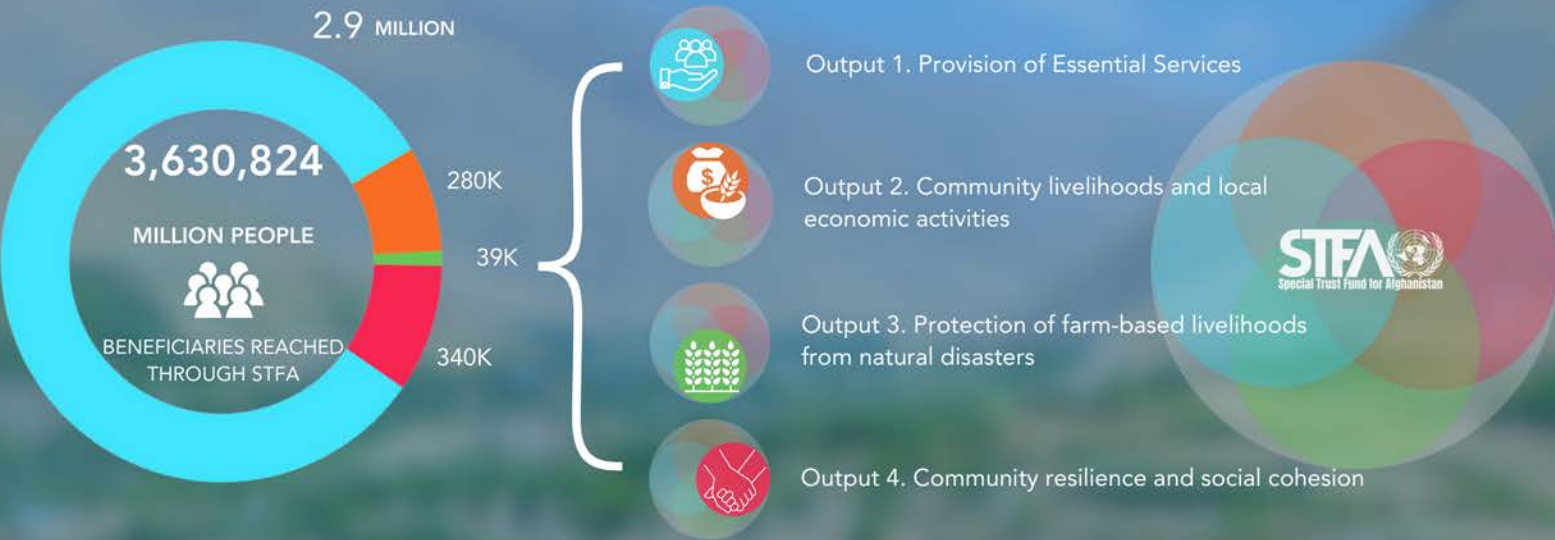 2.9 MILLION
3,630,824
MILLION PEOPLE
BENEFICIARIES REACHED
THROUGH STFA
280K
39K
340K
Output 1. Provision of Essential Services
Output 2. Community livelihoods and local
economic activities
Output 3. Protection of farm-based livelihoods
from natural disasters
Output 4. Community resilience and social cohesion
$
STFA
Special Trust Fund for Afghanistan